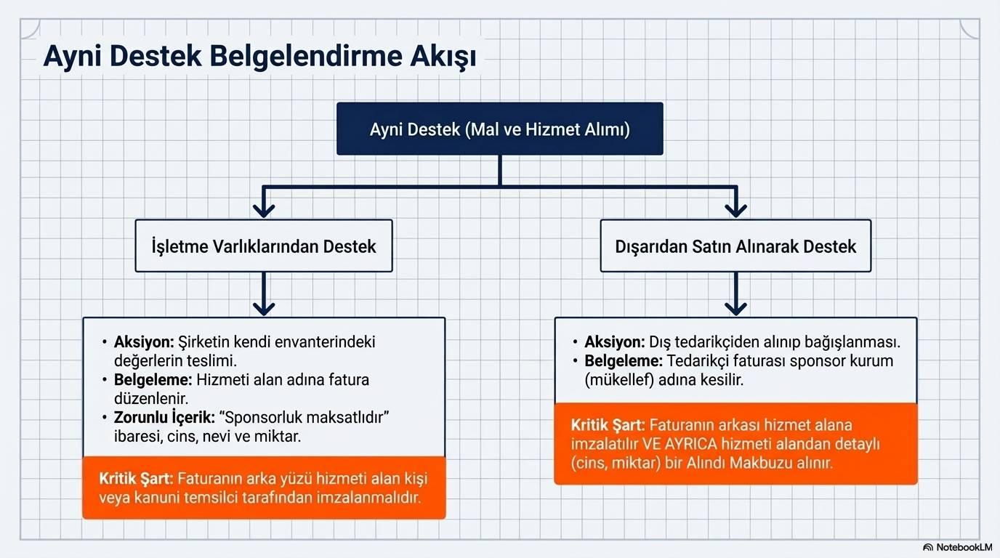 Ayni Destek Belgelendirme Akışı
Ayni Destek (Mal ve Hizmet Alımı)
İşletme Varlıklarından Destek
• Aksiyon: Şirketin kendi envanterindeki
değerlerin teslimi.
• Belgeleme: Hizmeti alan adına fatura
düzenlenir.
• Zorunlu İçerik: “Sponsorluk maksatlıdır”
ibaresi, cins, nevi ve miktar.
Kritik Şart: Faturanın arka yüzü hizmeti alan kişi
veya kanuni temsilci tarafından imzalanmalıdır.
Dışarıdan Satın Alınarak Destek
• Aksiyon: Dış tedarikçiden alınıp bağışlanması.
• Belgeleme: Tedarikçi faturası sponsor kurum
(mükellef) adına kesilir.
Kritik Şart: Faturanın arkası hizmet alana
imzalatılır VE AYRICA hizmeti alandan detaylı
(cins, miktar) bir Alındı Makbuzu alınır.
NotebookLM